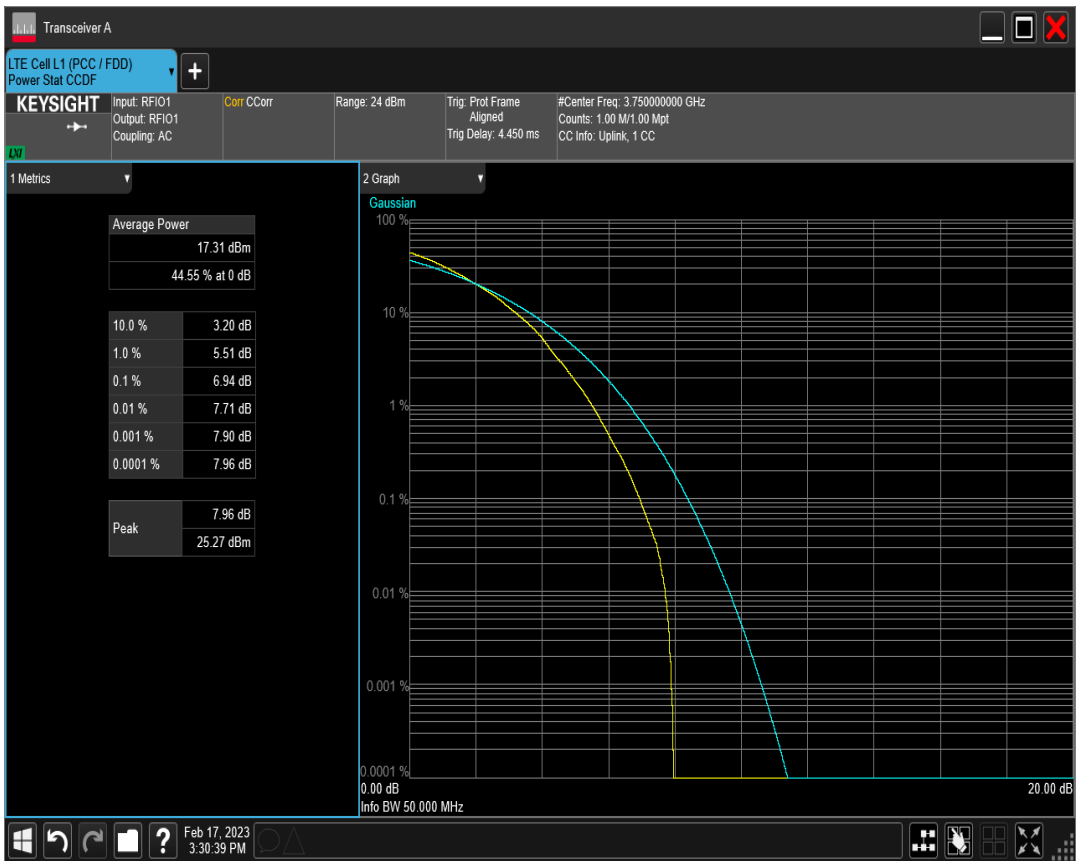 Transceiver A
LTE Cell L1 (PCC / FDD)
Power Stat CCDF
+
KEYSIGHT
LXI
Input: RFIO1
Output: RFIO1
Coupling: AC
Corr CCorr
Range: 24 dBm
Trig: Prot Frame
Aligned
Trig Delay: 4.450 ms
#Center Freq: 3.750000000 GHz
Counts: 1.00 M/1.00 Mpt
CC Info: Uplink, 1 CC
1 Metrics
Average Power
17.31 dBm
44.55 % at 0 dB
10.0 % 3.20 dB
1.0 % 5.51 dB
0.1 % 6.94 dB
0.01 % 7.71 dB
0.001 % 7.90 dB
0.0001 % 7.96 dB
Peak
7.96 dB
25.27 dBm
2 Graph
Gaussian
100 %
10 %
1 %
0.1 %
0.01 %
0.001 %
0.0001 %
0.00 dB 20.00 dB
Info BW 50.000 MHz
?
Feb 17, 2023
3:30:39 PM